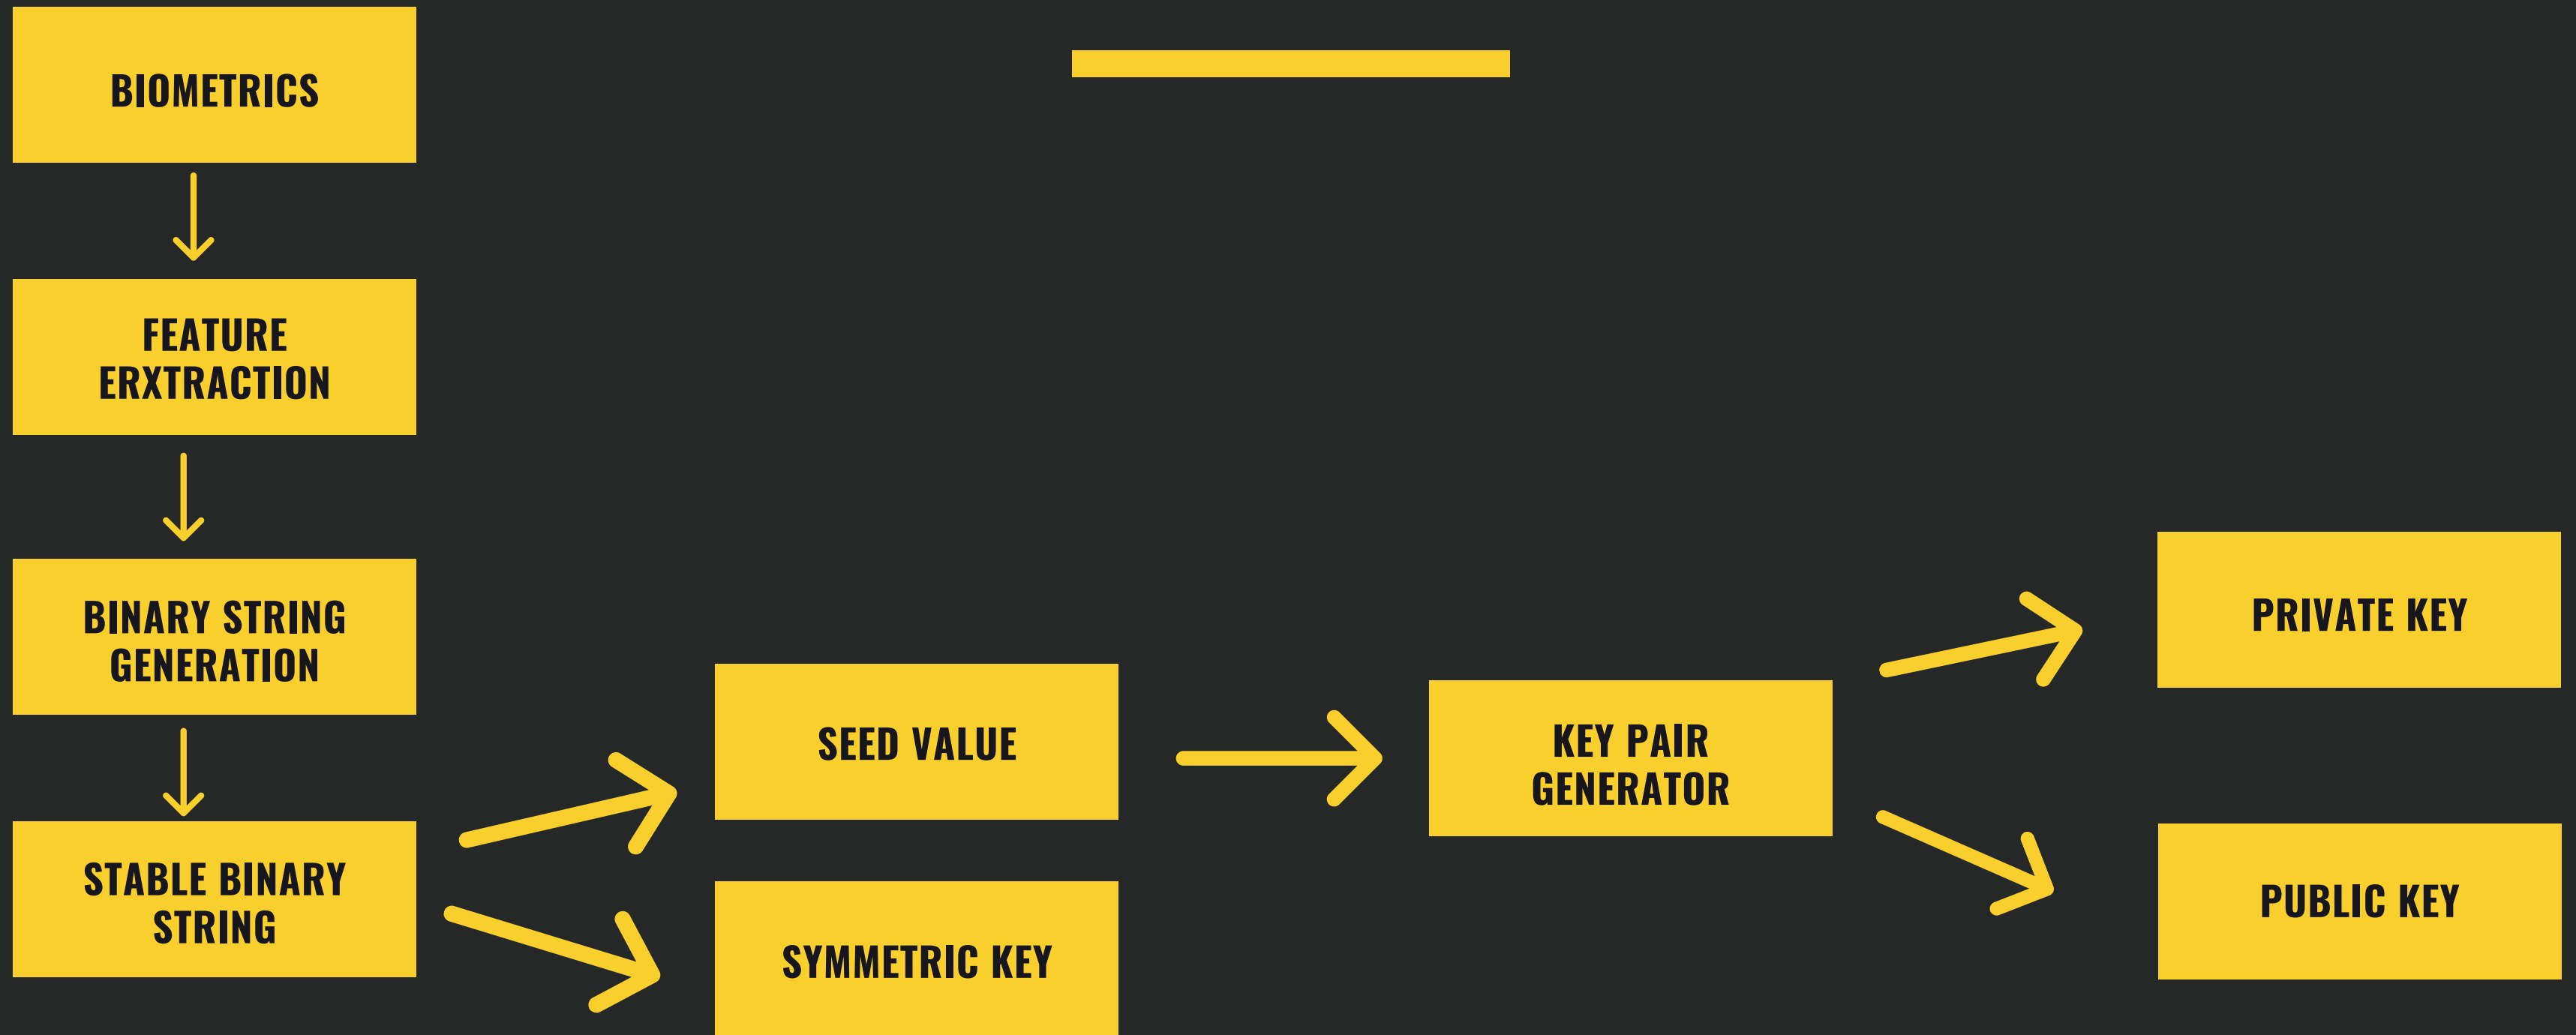 BIOMETRICS
FEATURE
ERXTRACTION
BINARY STRING
GENERATION
STABLE BINARY
STRING
SEED VALUE
SYMMETRIC KEY
KEY PAIR
GENERATOR
PRIVATE KEY
PUBLIC KEY